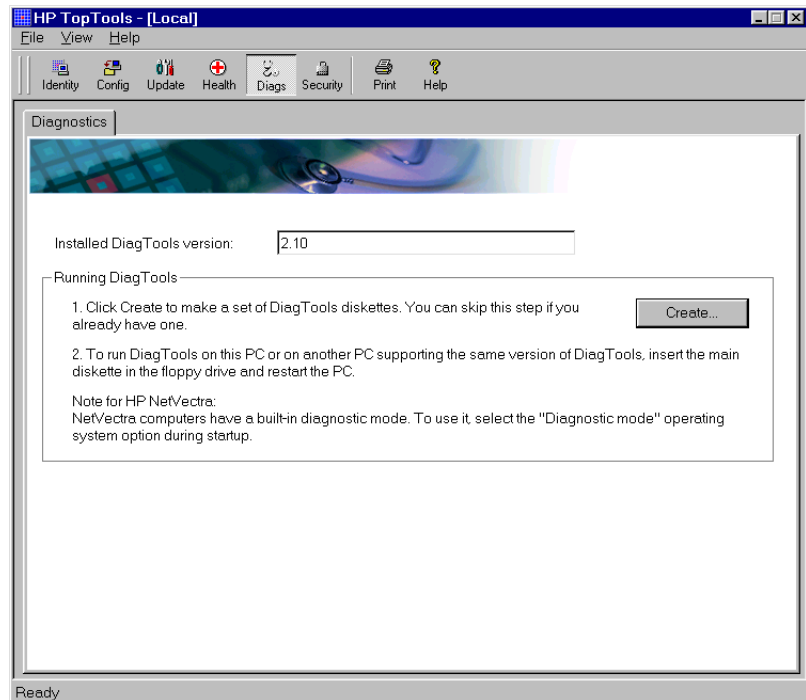 HP TopTools - [Local]
File View Help
Identity Config Update Health Diags Security Print Help
Diagnostics
Installed DiagTools version: 2.10
Running DiagTools
1. Click Create to make a set of DiagTools diskettes. You can skip this step if you
already have one.
Create...
2. To run DiagTools on this PC or on another PC supporting the same version of DiagTools, insert the main
diskette in the floppy drive and restart the PC.
Note for HP NetVectra:
NetVectra computers have a built-in diagnostic mode. To use it, select the "Diagnostic mode" operating
system option during startup.
Ready